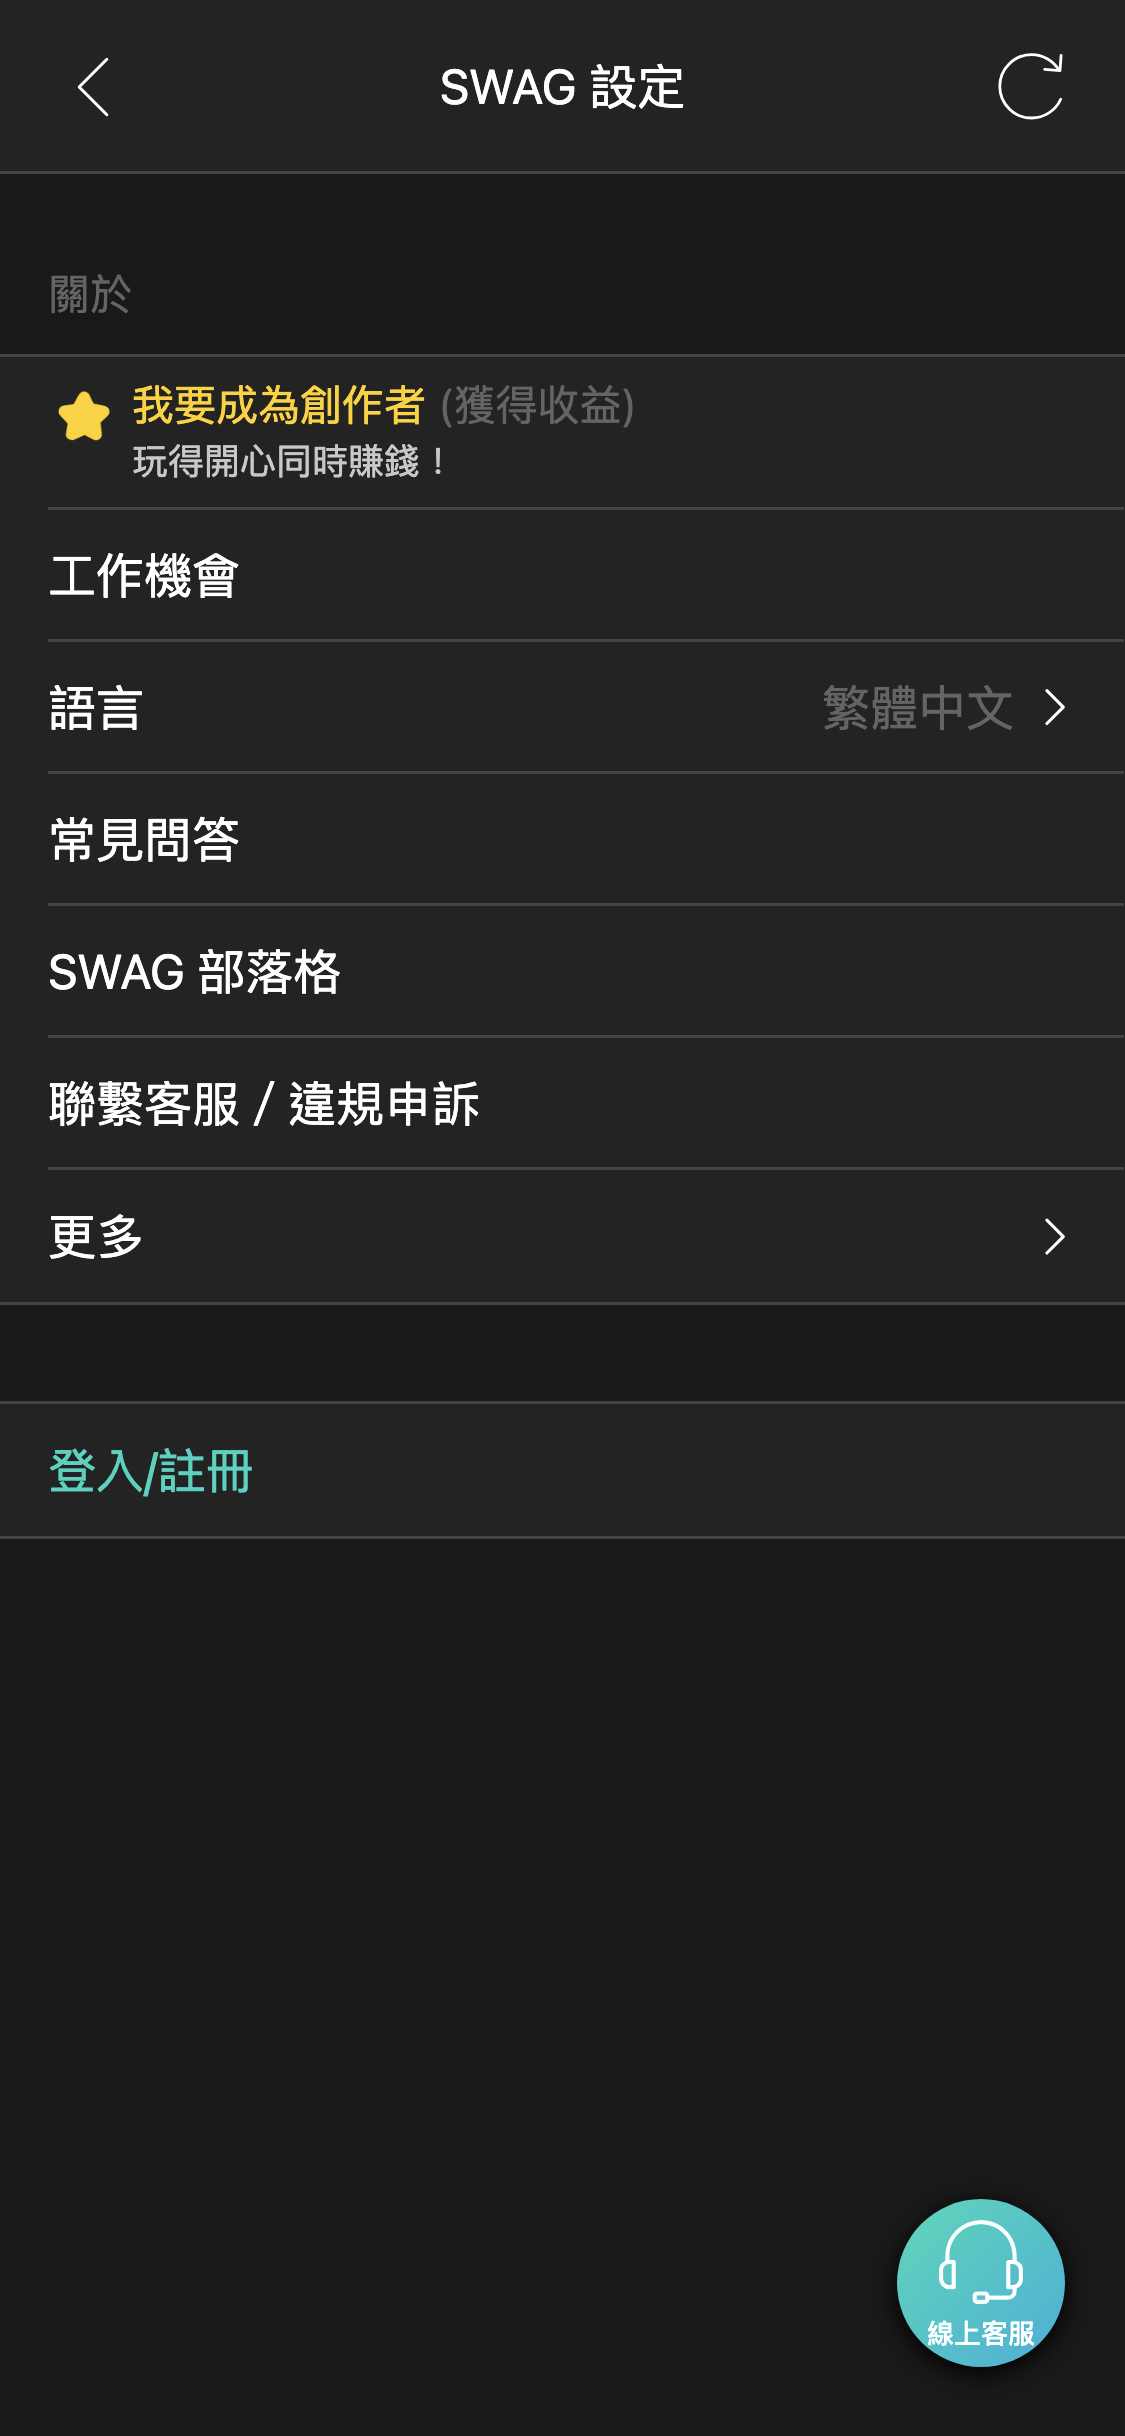 SWAG 設定
關於
我要成為創作者 (獲得收益)
玩得開心同時賺錢！
工作機會
語言 繁體中文
常見問答
SWAG 部落格
聯繫客服 / 違規申訴
更多
登入/註冊
線上客服